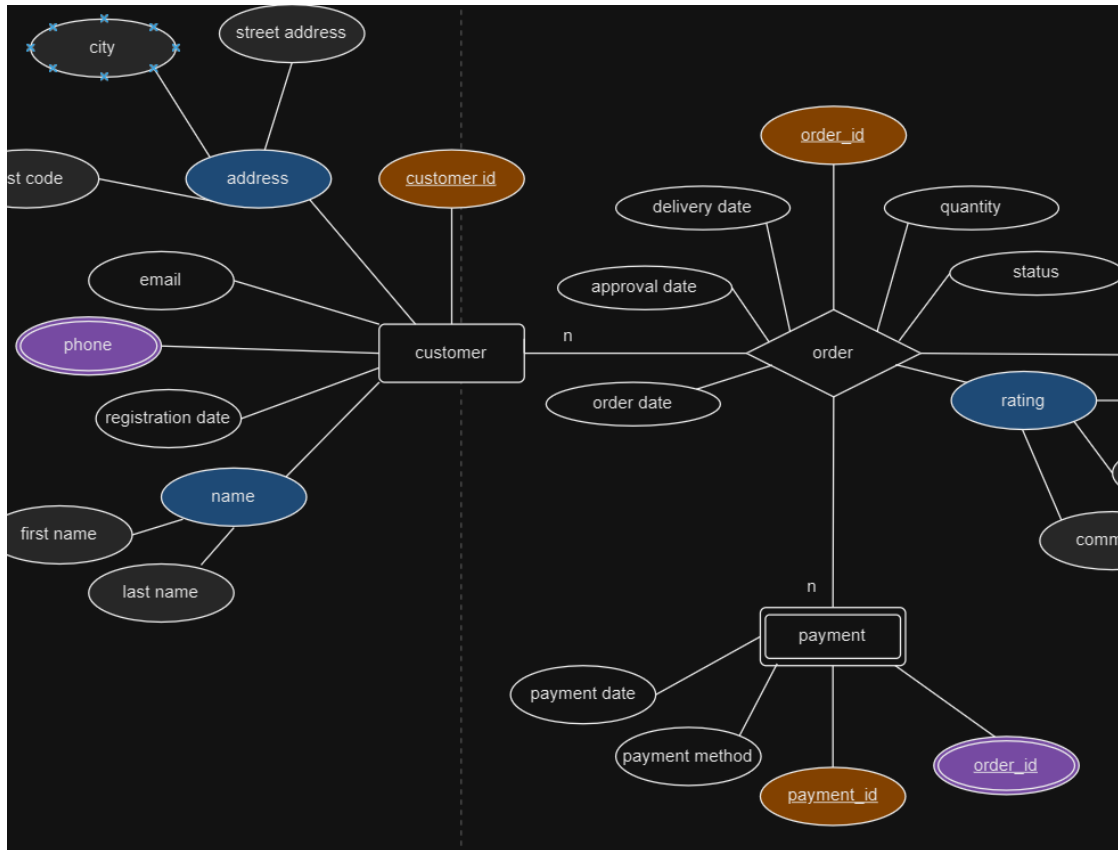 street address
city
order_id
st code
address
customer id
delivery date
quantity
email
approval date
status
phone
customer
n
order
order date
rating
registration date
name
first name
last name
comm
n
payment
payment date
payment method
order_id
payment_id